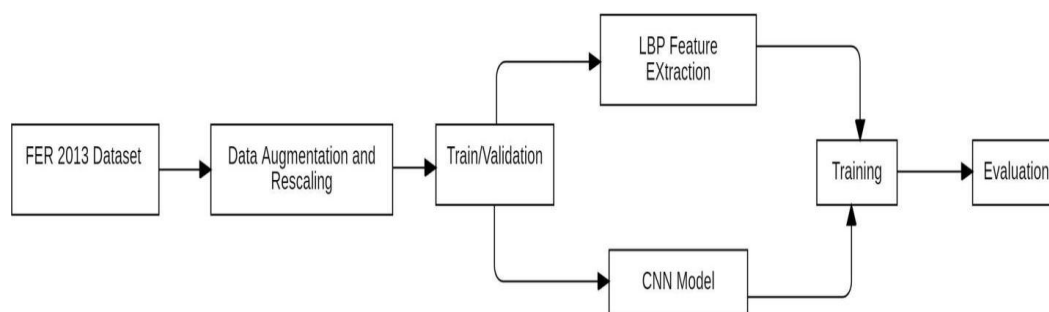 FER 2013 Dataset
Data Augmentation and
Rescaling
Train/Validation
LBP Feature
EXtraction
CNN Model
Training
Evaluation